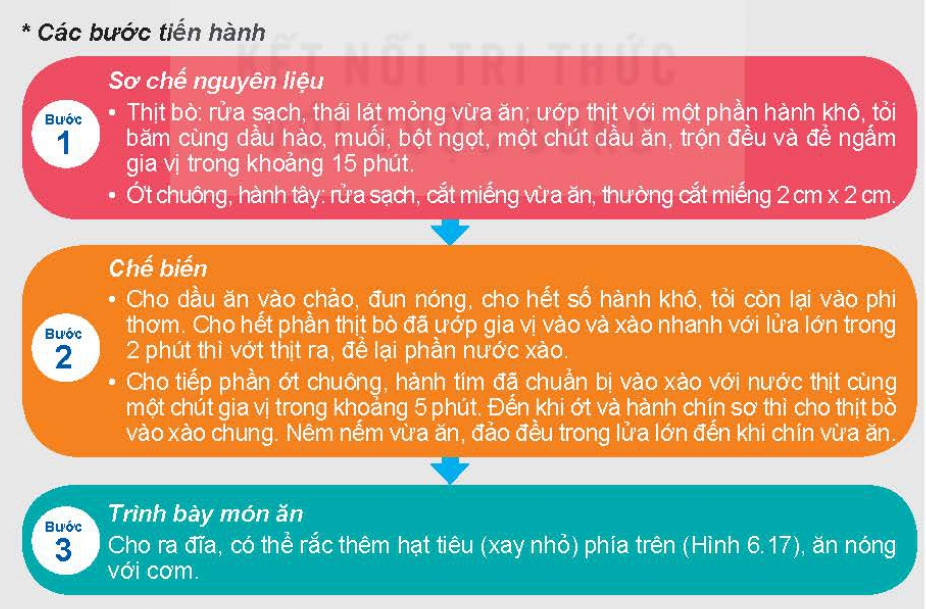 * Các bước tiến hành
KẾT NỐI TRI THỨC
Sơ chế nguyên liệu
Bước
1
• Thịt bò: rửa sạch, thái lát mỏng vừa ăn; ướp thịt với một phần hành khô, tỏi
băm cùng dầu hào, muối, bột ngọt, một chút dầu ăn, trộn đều và để ngấm
gia vị trong khoảng 15 phút.
• Ớt chuông, hành tây: rửa sạch, cắt miếng vừa ăn, thường cắt miếng 2 cm x 2 cm.
Chế biến
Bước
2
• Cho dầu ăn vào chảo, đun nóng, cho hết số hành khô, tỏi còn lại vào phi
thơm. Cho hết phần thịt bò đã ướp gia vị vào và xào nhanh với lửa lớn trong
2 phút thì vớt thịt ra, để lại phần nước xào.
• Cho tiếp phần ớt chuông, hành tím đã chuẩn bị vào xào với nước thịt cùng
một chút gia vị trong khoảng 5 phút. Đến khi ớt và hành chín sơ thì cho thịt bò
vào xào chung. Nêm nếm vừa ăn, đảo đều trong lửa lớn đến khi chín vừa ăn.
Trình bày món ăn
Bước
3
Cho ra đĩa, có thể rắc thêm hạt tiêu (xay nhỏ) phía trên (Hình 6.17), ăn nóng
với cơm.